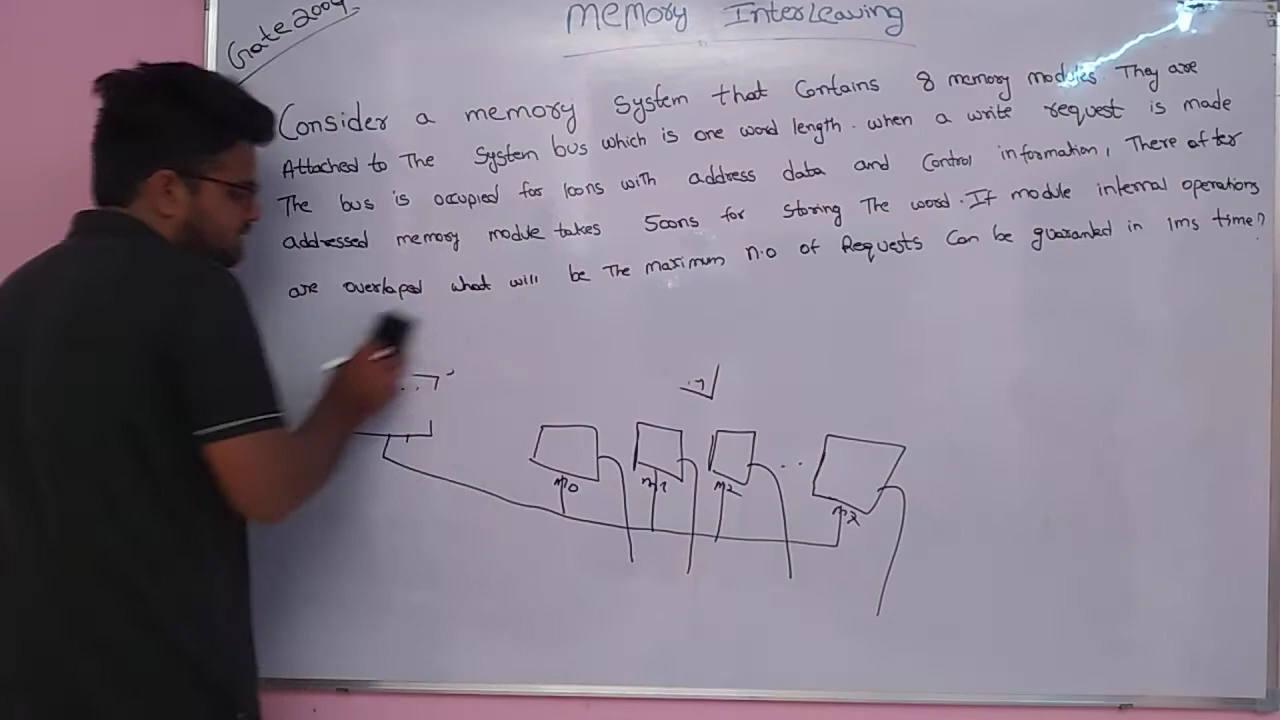 Gate 2009
Memory Interleaving
Consider a memory system that contains 8 memory modules. They are
Attached to The system bus which is one word length. when a write request is made
The bus is occupied for 100ns with address data and control information, There after
addressed memory module takes 500ns for storing The word. If module internal operations
are overlaped what will be The maximum n.o of Requests can be guaranted in 1ms time?
m0 m1 m2 ..